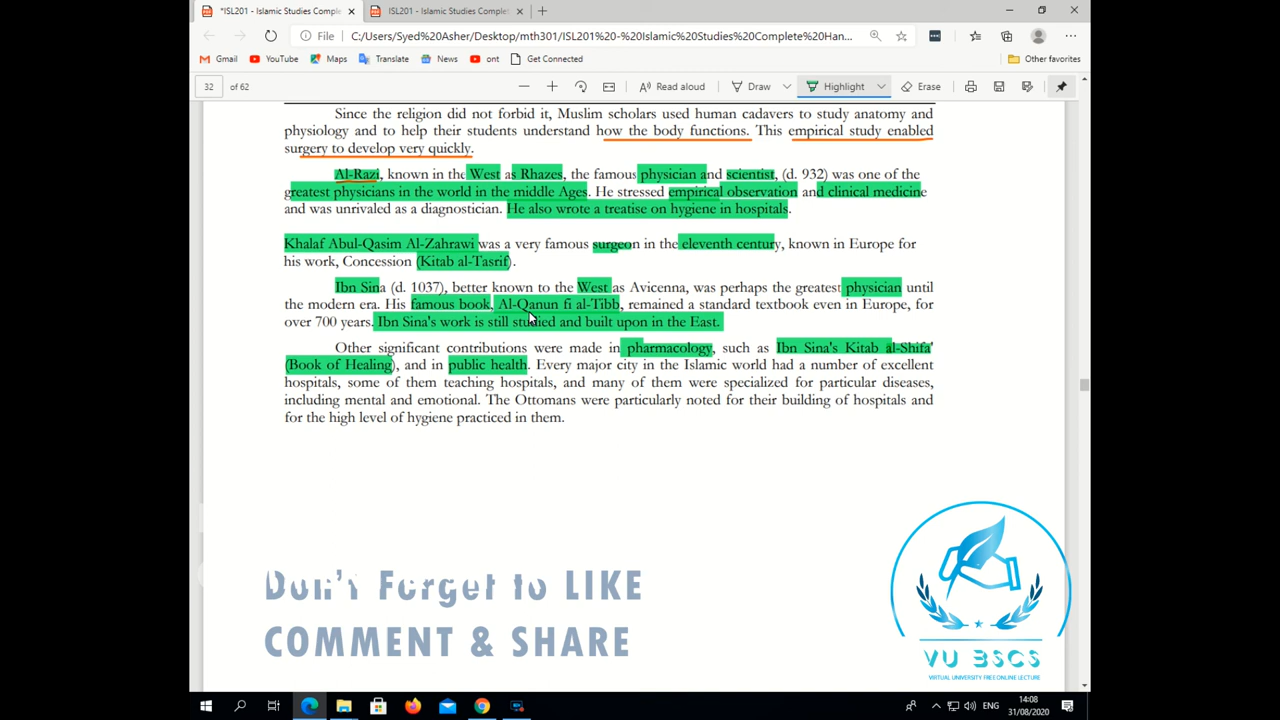 *ISL201 - Islamic Studies Comple
ISL201 - Islamic Studies Complet
File
C:/Users/Syed%20Asher/Desktop/mth301/ISL201%20-%20Islamic%20Studies%20Complete%20Han...
Gmail
YouTube
Maps
Translate
News
ont
Get Connected
Other favorites
32
of 62
Read aloud
Draw
Highlight
Erase
Since the religion did not forbid it, Muslim scholars used human cadavers to study anatomy and
physiology and to help their students understand how the body functions. This empirical study enabled
surgery to develop very quickly.
Al-Razi, known in the West as Rhazes, the famous physician and scientist, (d. 932) was one of the
greatest physicians in the world in the middle Ages. He stressed empirical observation and clinical medicine
and was unrivaled as a diagnostician. He also wrote a treatise on hygiene in hospitals.
Khalaf Abul-Qasim Al-Zahrawi was a very famous surgeon in the eleventh century, known in Europe for
his work, Concession (Kitab al-Tasrif).
Ibn Sina (d. 1037), better known to the West as Avicenna, was perhaps the greatest physician until
the modern era. His famous book, Al-Qanun fi al-Tibb, remained a standard textbook even in Europe, for
over 700 years. Ibn Sina's work is still studied and built upon in the East.
Other significant contributions were made in pharmacology, such as Ibn Sina's Kitab al-Shifa'
(Book of Healing), and in public health. Every major city in the Islamic world had a number of excellent
hospitals, some of them teaching hospitals, and many of them were specialized for particular diseases,
including mental and emotional. The Ottomans were particularly noted for their building of hospitals and
for the high level of hygiene practiced in them.
Don't Forget to LIKE
COMMENT & SHARE
VU BSCS
VIRTUAL UNIVERSITY FREE ONLINE LECTURE
ENG
14:08
31/08/2020